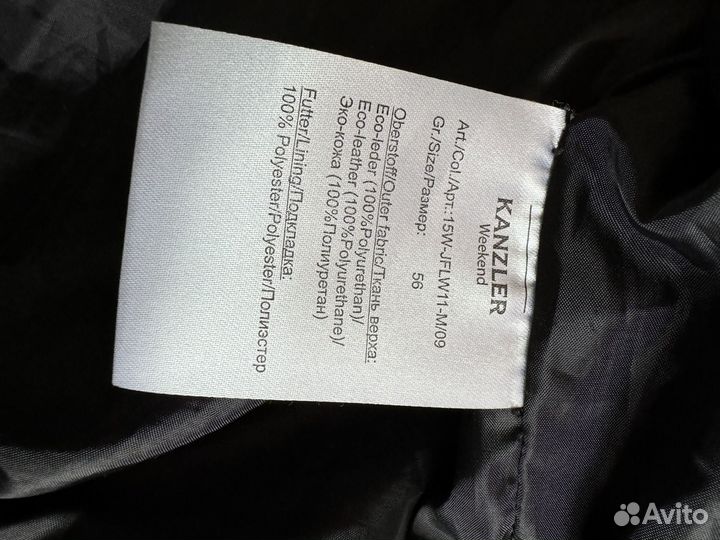 KANZLER
Weekend
Art./Col./Арт.:15W-JFLW11-M/09
Gr./Size/Размер: 56
Oberstoff/Outer fabric/Ткань верха:
Eco-leder (100%Polyurethan)/
Eco-leather (100%Polyurethane)/
Эко-кожа (100%Полиуретан)
Futter/Lining/Подкладка:
100% Polyester/Polyester/Полиэстер
Avito